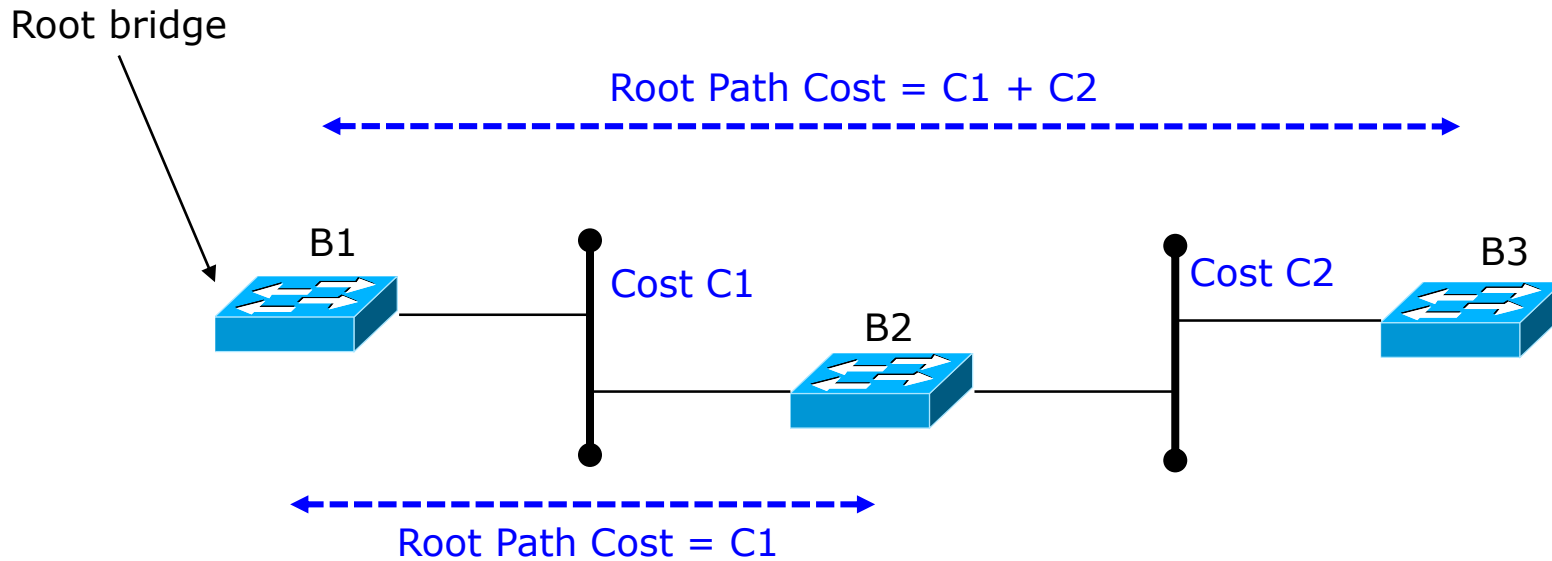 Root bridge
Root Path Cost = C1 + C2
B1
Cost C1
B2
Cost C2
B3
Root Path Cost = C1